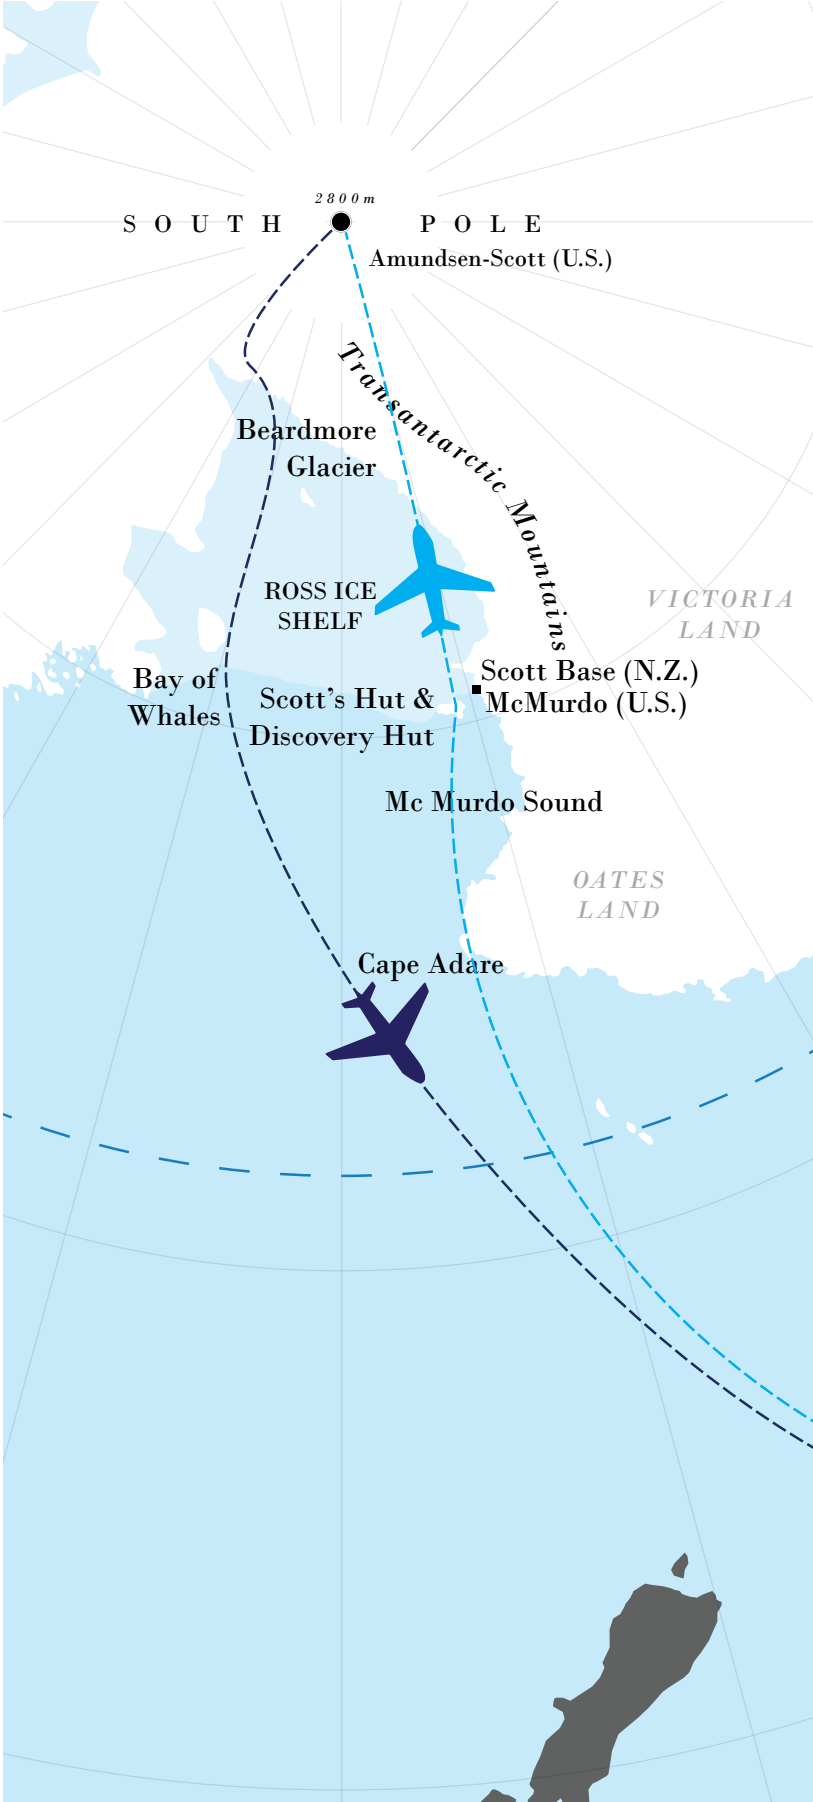 2800m
SOUTH POLE
Amundsen-Scott (U.S.)
Transantarctic Mountains
Beardmore
Glacier
ROSS ICE
SHELF
VICTORIA
LAND
Bay of
Whales
Scott Base (N.Z.)
McMurdo (U.S.)
Scott’s Hut &
Discovery Hut
Mc Murdo Sound
OATES
LAND
Cape Adare